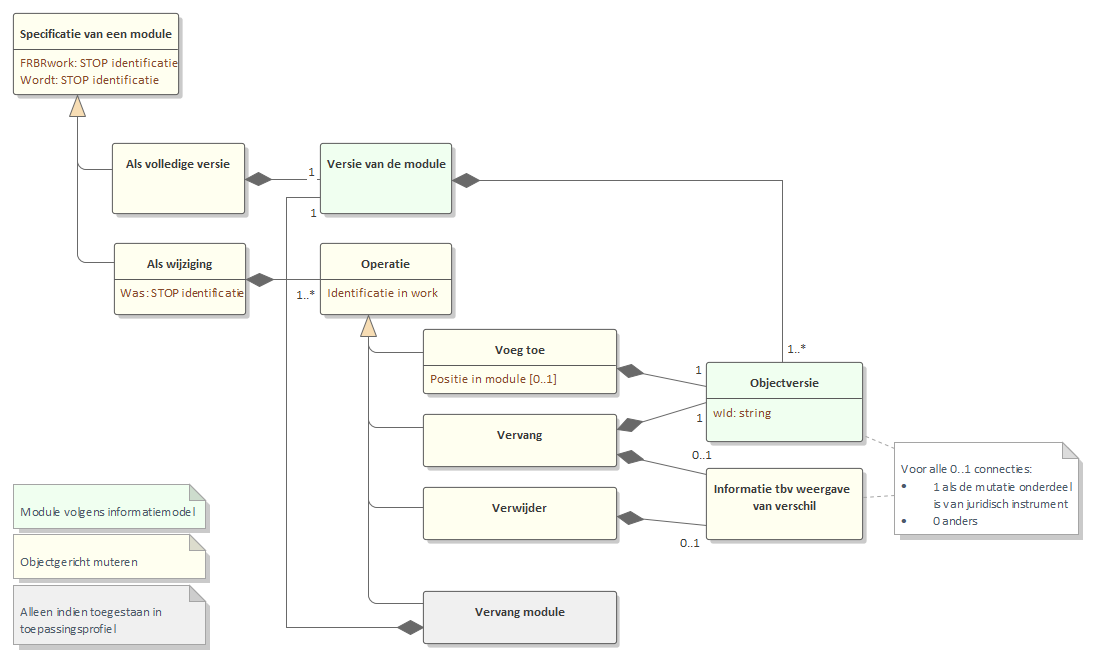 Specificatie van een module
FRBRwork: STOP identificatie
Wordt: STOP identificatie
Als volledige versie
1
Versie van de module
1
Als wijziging
Was: STOP identificatie
1..*
Operatie
Identificatie in work
Voeg toe
Positie in module [0..1]
1
1..*
Objectversie
wId: string
Vervang
1
0..1
Informatie tbv weergave
van verschil
Voor alle 0..1 connecties:
• 1 als de mutatie onderdeel
is van juridisch instrument
• 0 anders
Verwijder
0..1
Vervang module
Module volgens informatiemodel
Objectgericht muteren
Alleen indien toegestaan in
toepassingsprofiel